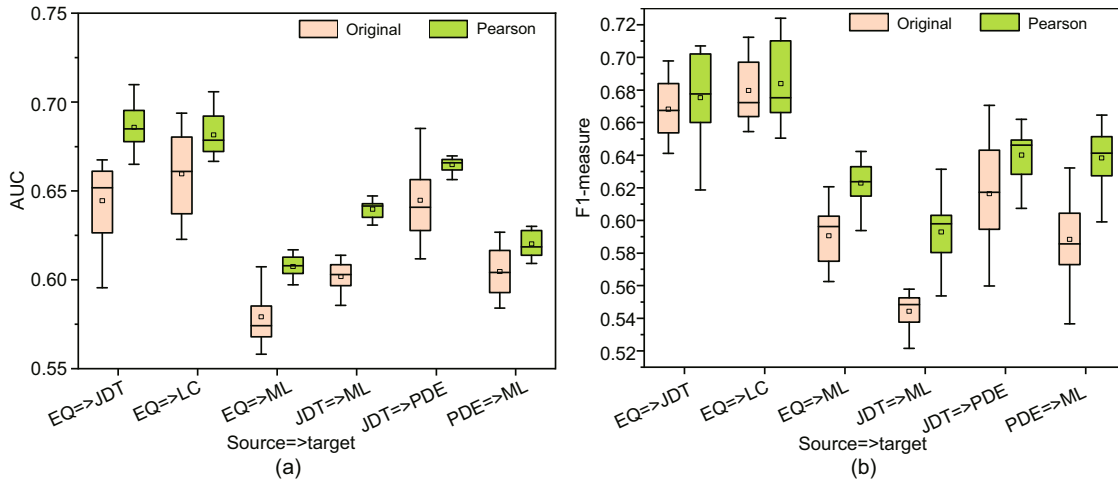 Original
Pearson
AUC
0.75
0.70
0.65
0.60
0.55
EQ=>JDT
EQ=>LC
EQ=>ML
JDT=>ML
JDT=>PDE
PDE=>ML
Source=>target
(a)
Original
Pearson
F1-measure
0.72
0.70
0.68
0.66
0.64
0.62
0.60
0.58
0.56
0.54
0.52
EQ=>JDT
EQ=>LC
EQ=>ML
JDT=>ML
JDT=>PDE
PDE=>ML
Source=>target
(b)